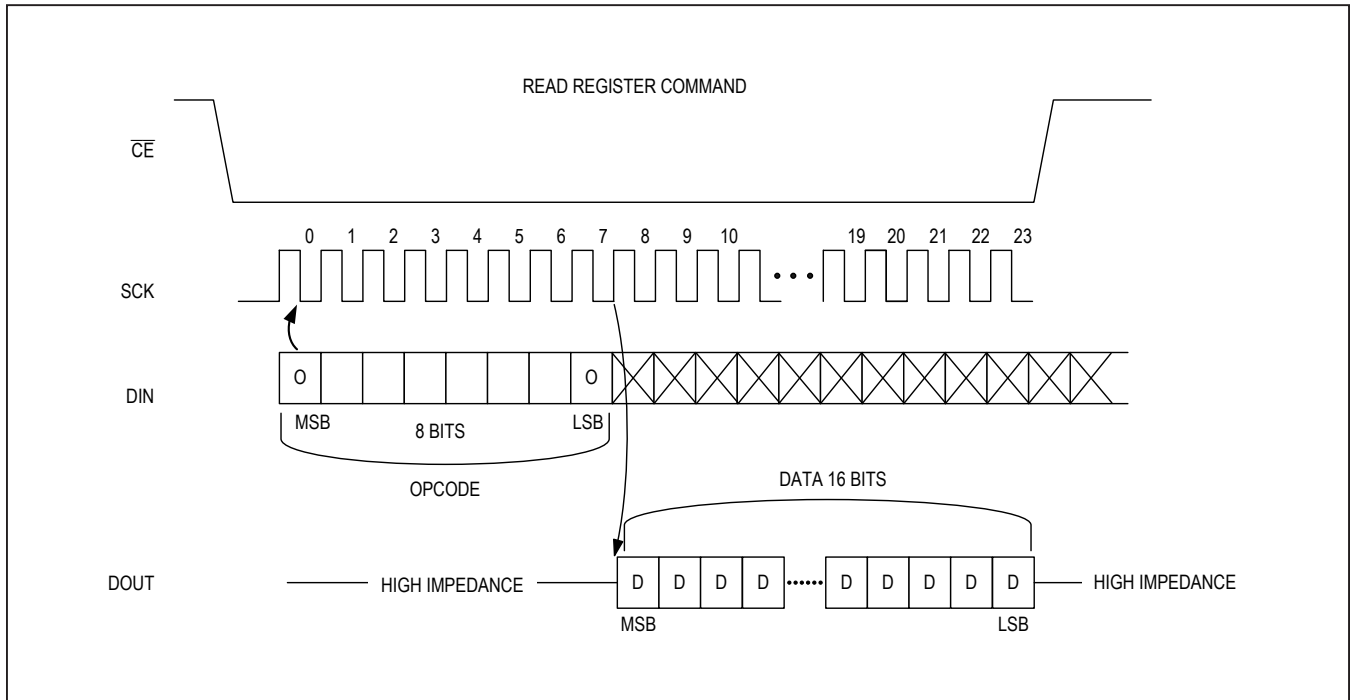 READ REGISTER COMMAND
CE
0 1 2 3 4 5 6 7 8 9 10 19 20 21 22 23
SCK
O O
DIN
MSB 8 BITS LSB
OPCODE
DATA 16 BITS
DOUT HIGH IMPEDANCE D D D D D D D D D HIGH IMPEDANCE
MSB LSB